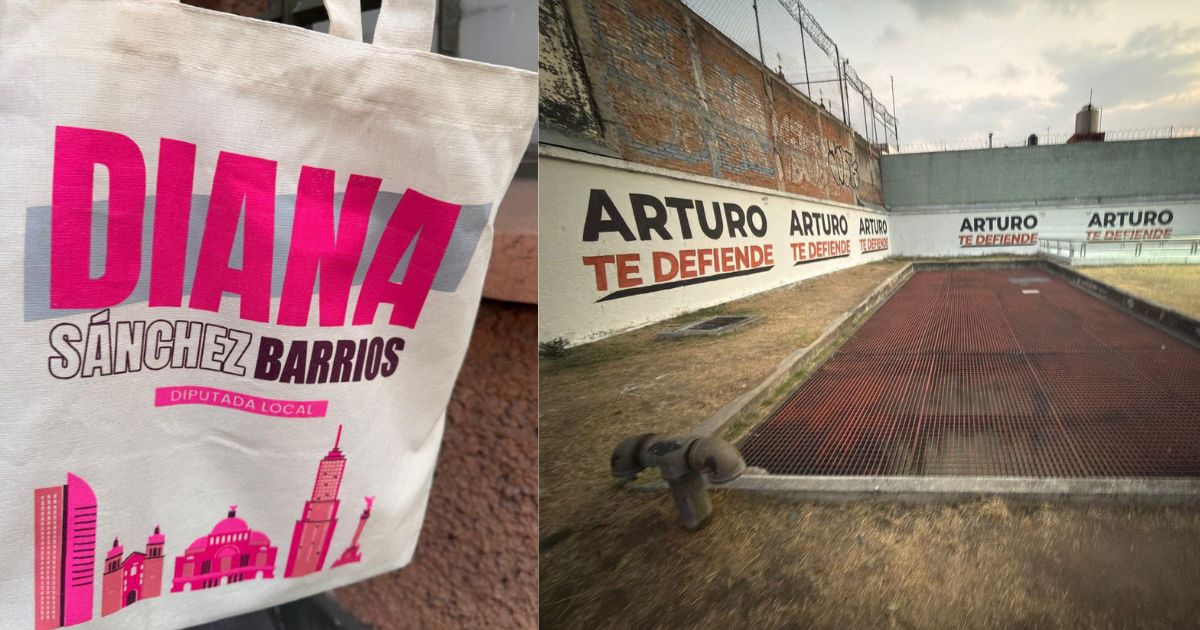 DIANA
SÁNCHEZ BARRIOS
DIPUTADA LOCAL
ARTURO
TE DEFIENDE
ARTURO
TE DEFIENDE
ARTURO
TE DEFIENDE
ARTURO
TE DEFIENDE
ARTURO
TE DEFIENDE